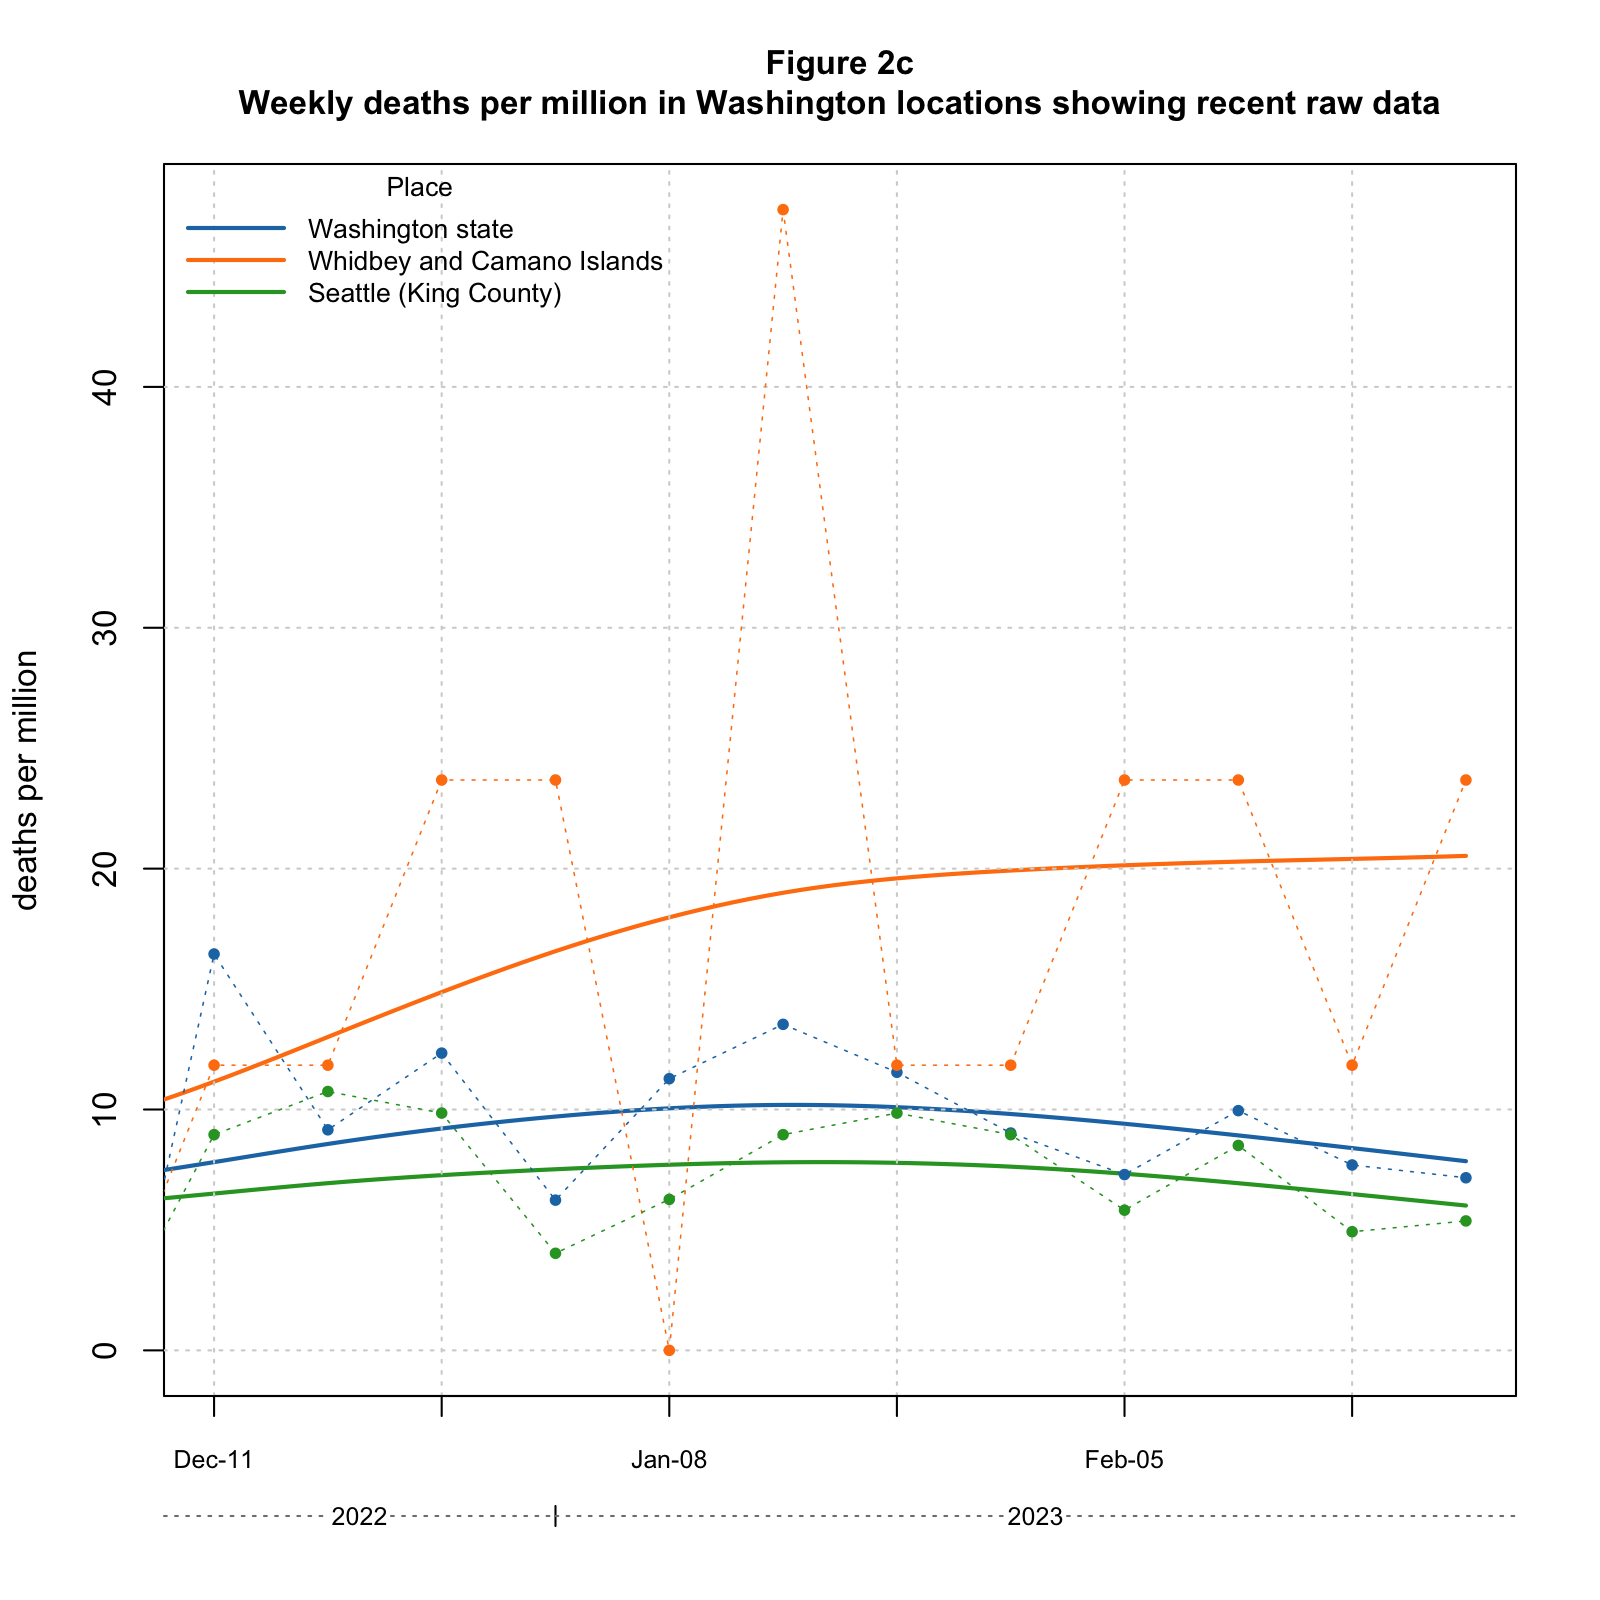 Figure 2c
Weekly deaths per million in Washington locations showing recent raw data
Place
Washington state
Whidbey and Camano Islands
Seattle (King County)
deaths per million
40
30
20
10
0
Dec-11
Jan-08
Feb-05
2022
2023